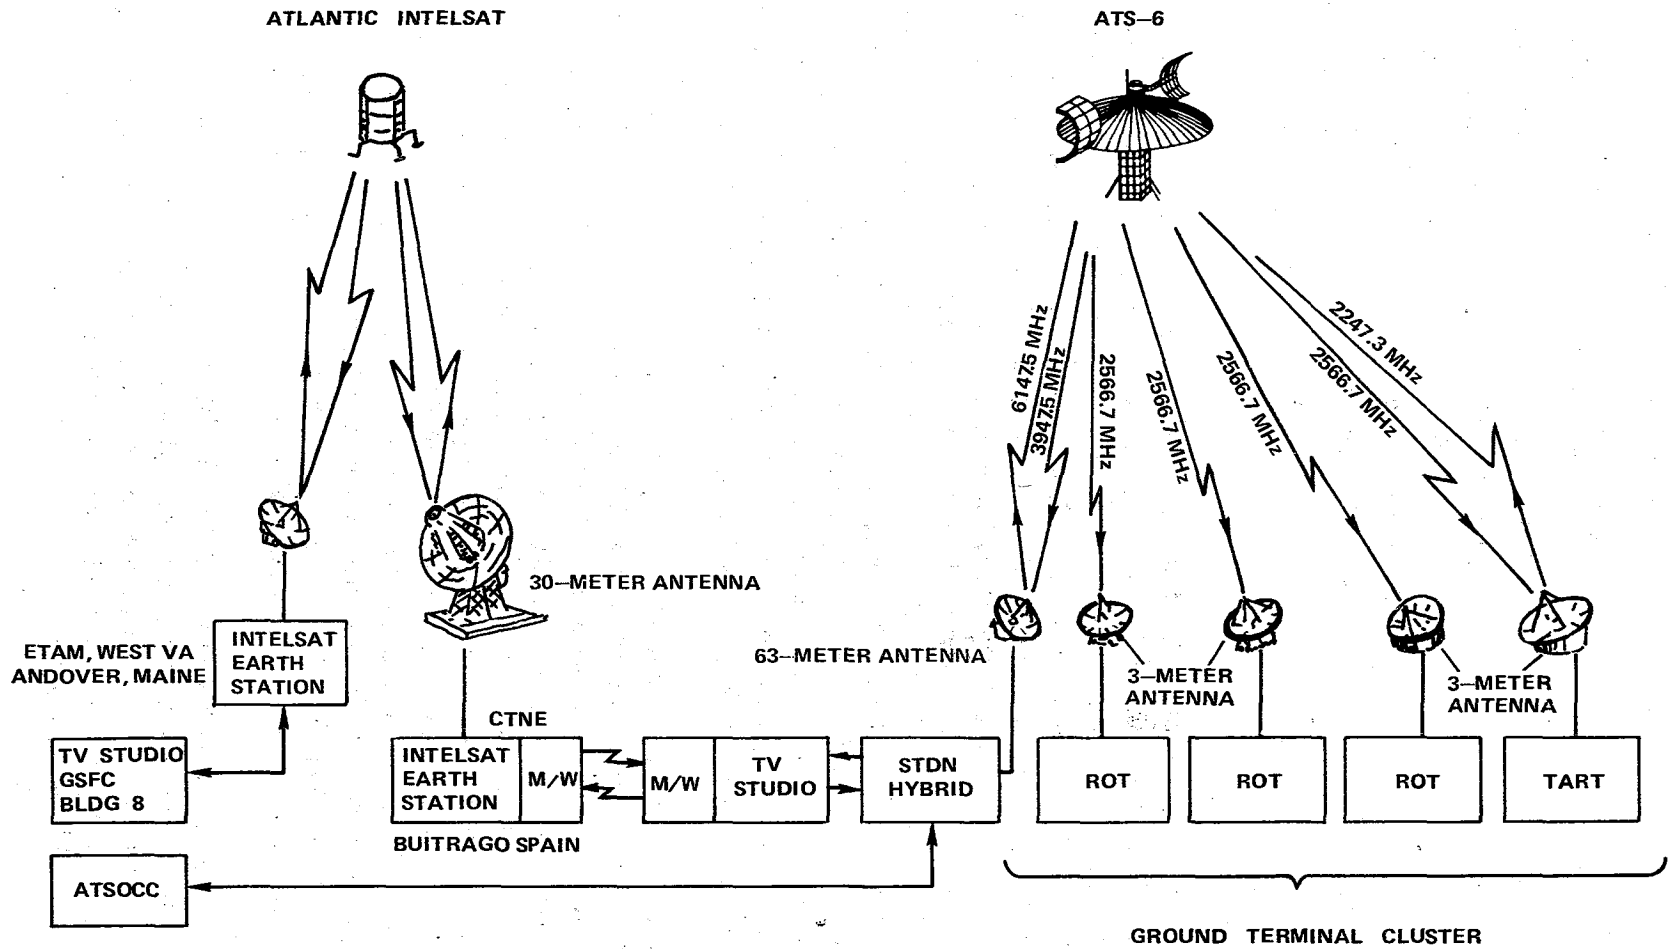 ATLANTIC INTELSAT
ATS–6
6147.5 MHz
3947.5 MHz
2566.7 MHz
2566.7 MHz
2566.7 MHz
2566.7 MHz
2247.3 MHz
30–METER ANTENNA
63–METER ANTENNA
3–METER
ANTENNA
3–METER
ANTENNA
ETAM, WEST VA
ANDOVER, MAINE
INTELSAT
EARTH
STATION
CTNE
TV STUDIO
GSFC
BLDG 8
INTELSAT
EARTH
STATION
M/W
M/W
TV
STUDIO
STDN
HYBRID
ROT
ROT
ROT
TART
BUITRAGO SPAIN
ATSOCC
GROUND TERMINAL CLUSTER